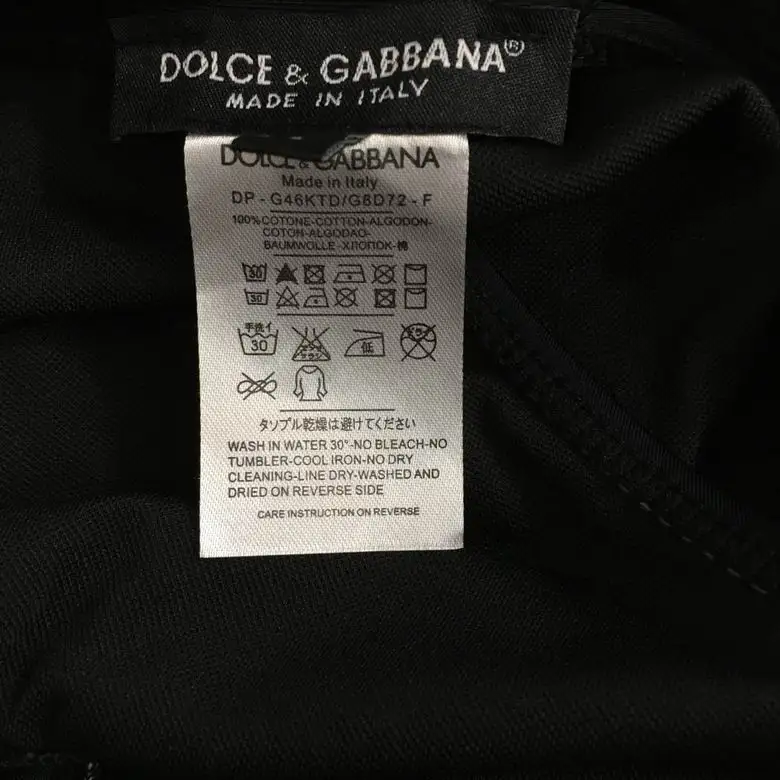 DOLCE & GABBANA®
MADE IN ITALY
DOLCE & GABBANA
Made in Italy
DP - G46KTD/G8D72 - F
100%COTONE-COTTON-ALGODON-
COTON-ALGODAO-
BAUMWOLLE-ХЛОПОК-棉
30
30
手洗イ
30
低
タソブル乾燥は避けてください
WASH IN WATER 30°-NO BLEACH-NO
TUMBLER-COOL IRON-NO DRY
CLEANING-LINE DRY-WASHED AND
DRIED ON REVERSE SIDE
CARE INSTRUCTION ON REVERSE